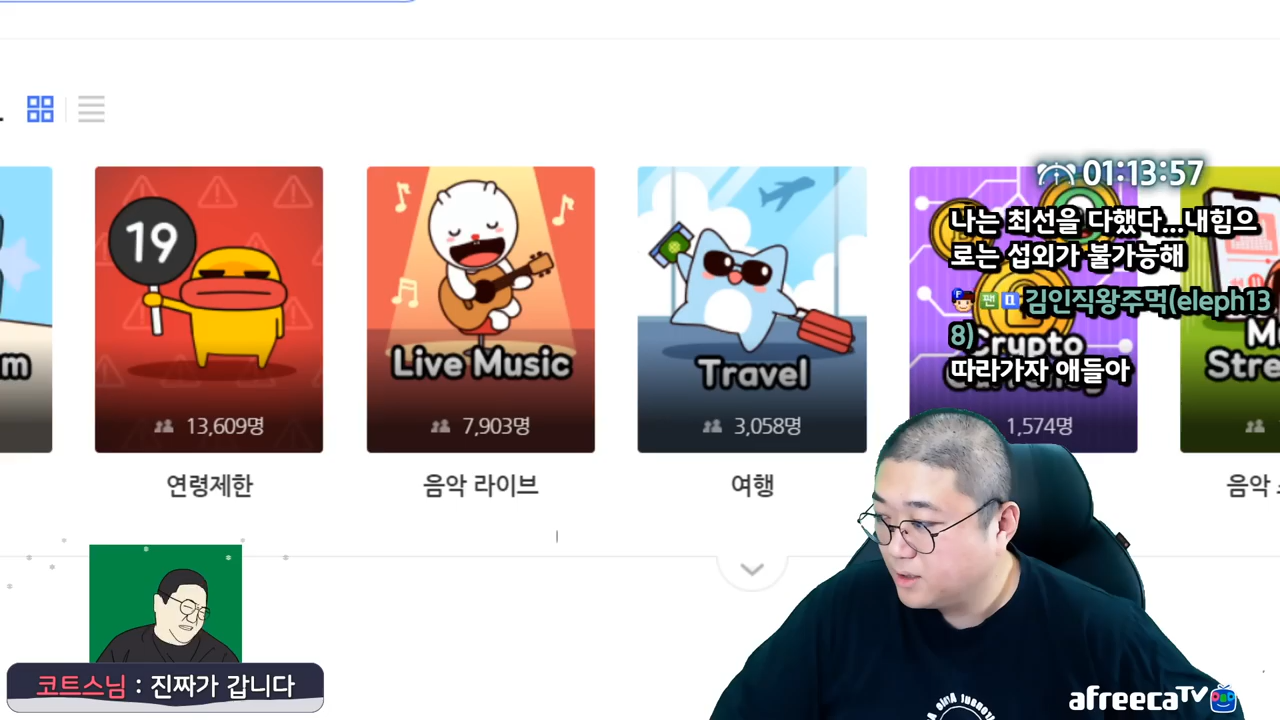 01:13:57
나는 최선을 다했다...내힘으
로는 섭외가 불가능해
팬
김인직왕주먹(eleph13
8)
따라가자 애들아
19
m
Live Music
Travel
Crypto
Currency
M
Stre
13,609명
7,903명
3,058명
1,574명
연령제한
음악 라이브
여행
음악
코트스님 : 진짜가 갑니다
afreecaTV